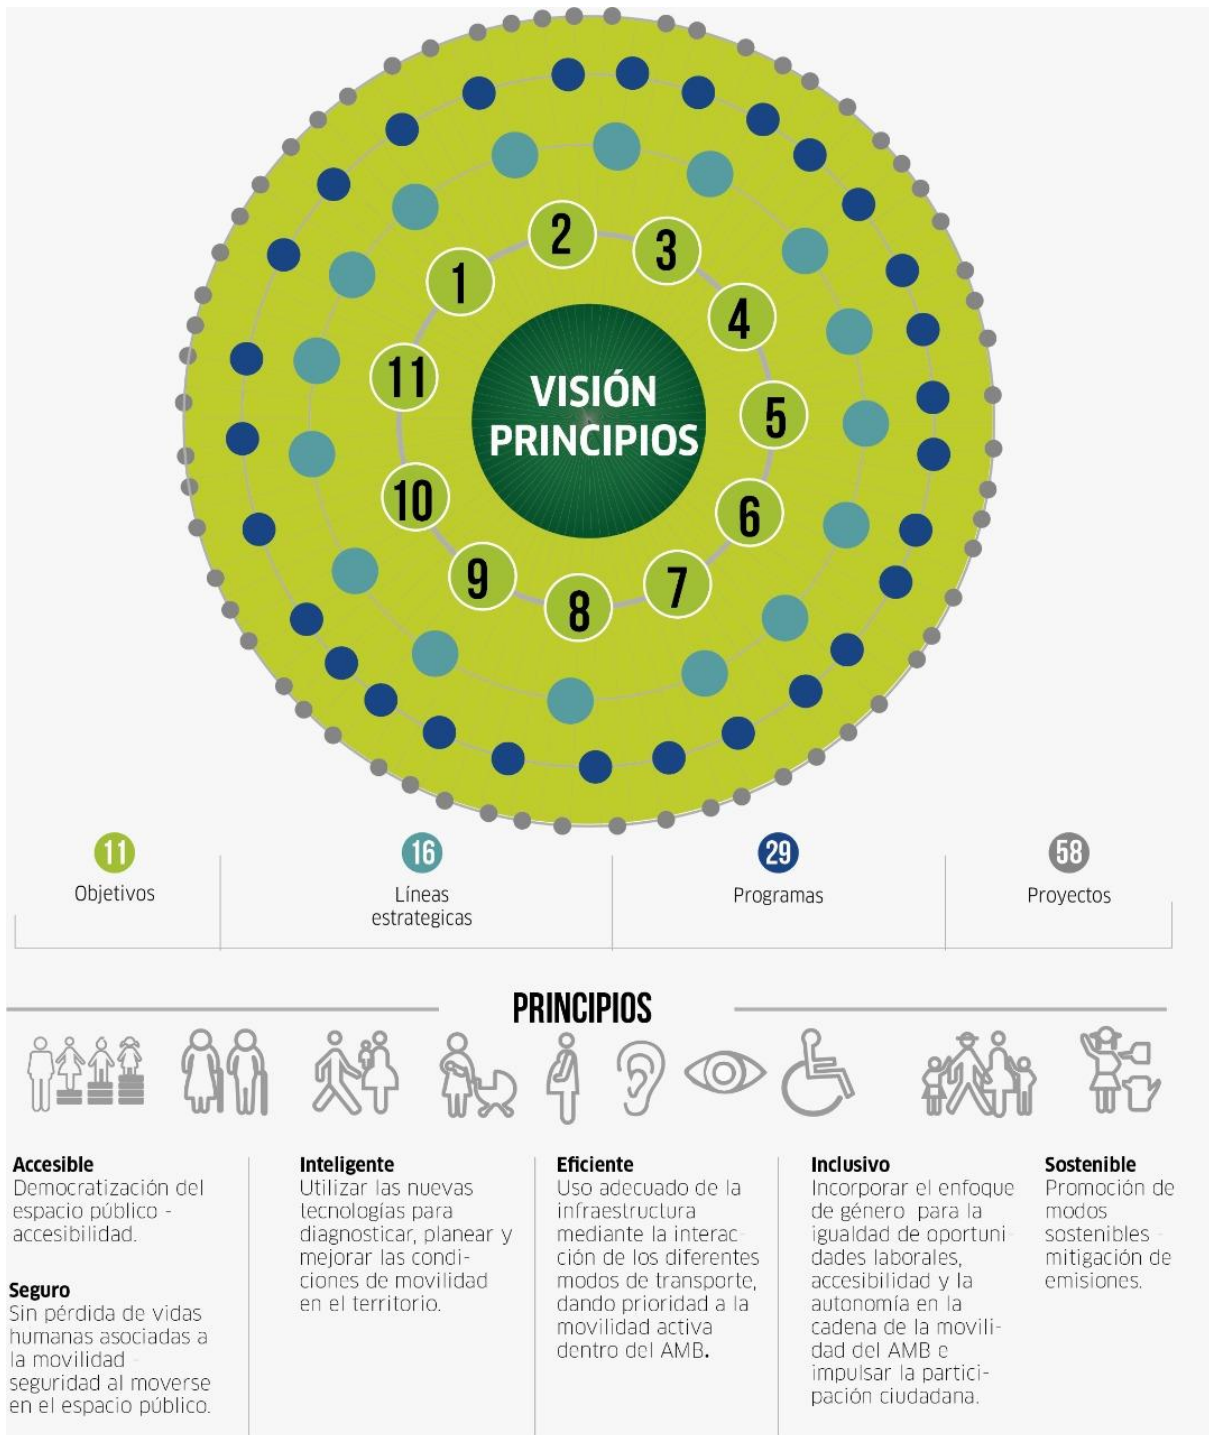 2
3
1
4
11
VISIÓN
PRINCIPIOS
5
10
6
9
7
8
11
Objetivos
16
Líneas
estrategicas
29
Programas
58
Proyectos
PRINCIPIOS
Accesible
Democratización del
espacio público -
accesibilidad.
Seguro
Sin pérdida de vidas
humanas asociadas a
la movilidad -
seguridad al moverse
en el espacio público.
Inteligente
Utilizar las nuevas
tecnologías para
diagnosticar, planear y
mejorar las condi-
ciones de movilidad
en el territorio.
Eficiente
Uso adecuado de la
infraestructura
mediante la interac-
ción de los diferentes
modos de transporte,
dando prioridad a la
movilidad activa
dentro del AMB.
Inclusivo
Incorporar el enfoque
de género para la
igualdad de oportuni-
dades laborales,
accesibilidad y la
autonomía en la
cadena de la movili-
dad del AMB e
impulsar la partici-
pación ciudadana.
Sostenible
Promoción de
modos
sostenibles -
mitigación de
emisiones.